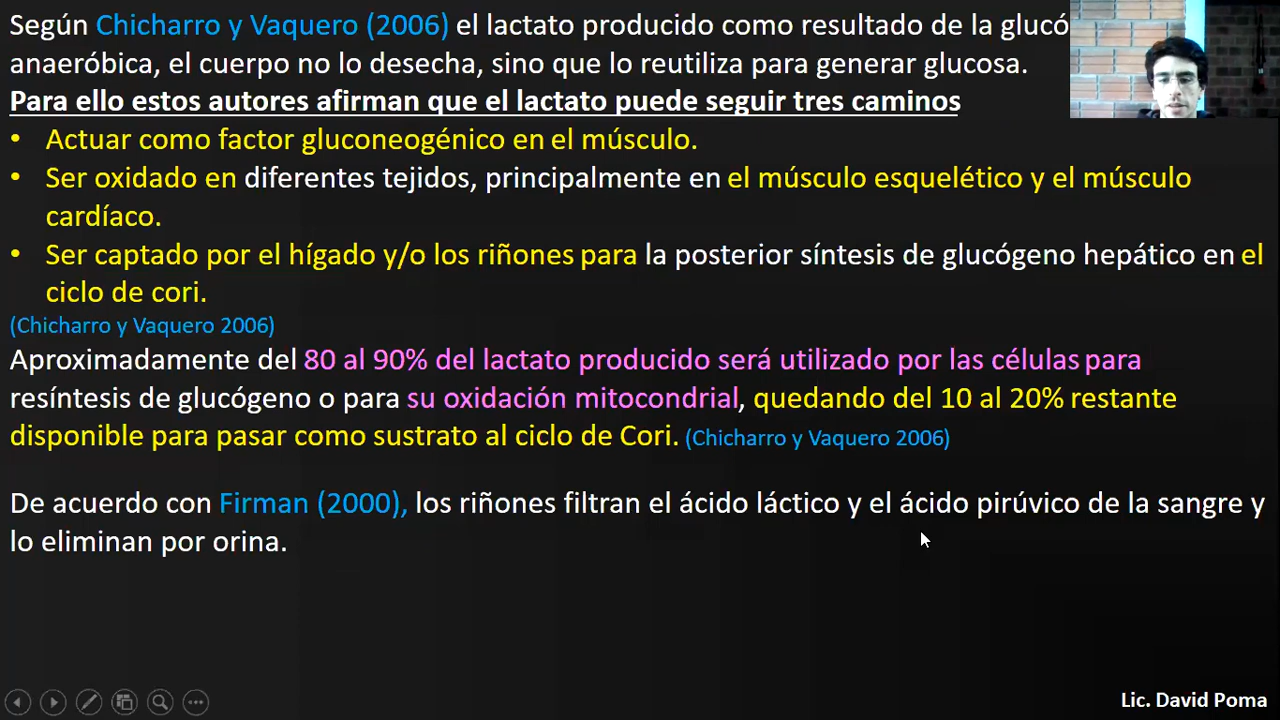 Según Chicharro y Vaquero (2006) el lactato producido como resultado de la glucó
anaeróbica, el cuerpo no lo desecha, sino que lo reutiliza para generar glucosa.
Para ello estos autores afirman que el lactato puede seguir tres caminos
• Actuar como factor gluconeogénico en el músculo.
• Ser oxidado en diferentes tejidos, principalmente en el músculo esquelético y el músculo
cardíaco.
• Ser captado por el hígado y/o los riñones para la posterior síntesis de glucógeno hepático en el
ciclo de cori.
(Chicharro y Vaquero 2006)
Aproximadamente del 80 al 90% del lactato producido será utilizado por las células para
resíntesis de glucógeno o para su oxidación mitocondrial, quedando del 10 al 20% restante
disponible para pasar como sustrato al ciclo de Cori. (Chicharro y Vaquero 2006)
De acuerdo con Firman (2000), los riñones filtran el ácido láctico y el ácido pirúvico de la sangre y
lo eliminan por orina.
Lic. David Poma